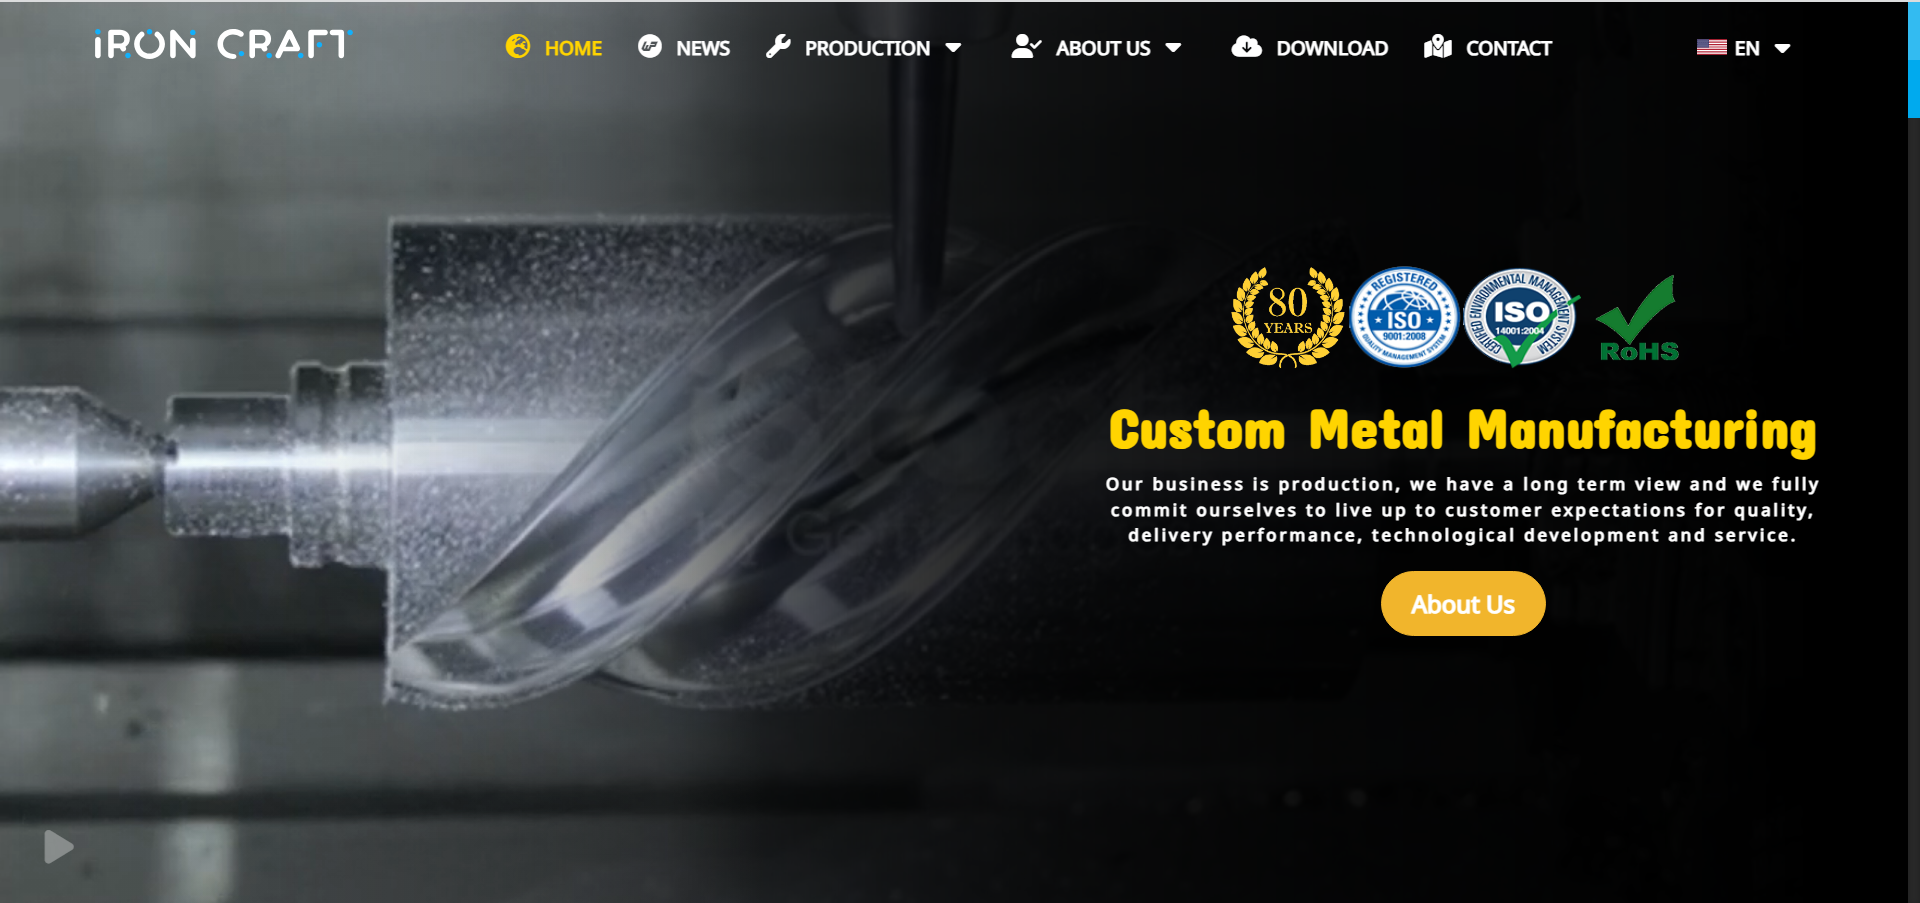 IRON CRAFT
HOME
NEWS
PRODUCTION
ABOUT US
DOWNLOAD
CONTACT
EN
80
YEARS
REGISTERED
ISO
9001:2008
QUALITY MANAGEMENT SYSTEM
CERTIFIED ENVIRONMENTAL MANAGEMENT SYSTEM
ISO
14001:2004
RoHS
Custom Metal Manufacturing
Our business is production, we have a long term view and we fully
commit ourselves to live up to customer expectations for quality,
delivery performance, technological development and service.
About Us